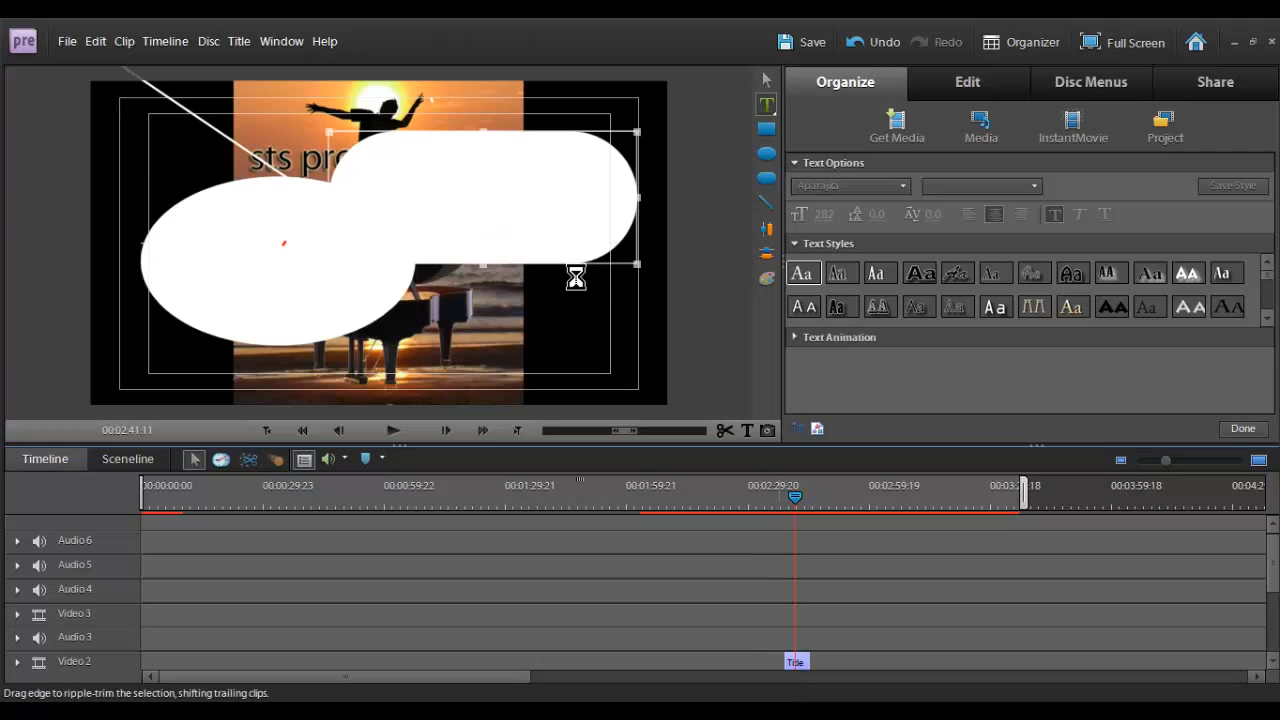 pre File Edit Clip Timeline Disc Title Window Help Save Undo Redo Organizer Full Screen
Organize Edit Disc Menus Share
Get Media Media InstantMovie Project
Text Options
Aparajita Save Style
T 282 0.0 AV 0.0 T T T
Text Styles
Aa Aa Aa Aa Aa Aa Aa Aa AA Aa AA Aa
AA Aa AA Aa Aa Aa Aa AA Aa AA AA
Text Animation
sts pro
00:02:41:11 T
Done
Timeline Sceneline
00:00:00:00 00:00:29:23 00:00:59:22 00:01:29:21 00:01:59:21 00:02:29:20 00:02:59:19 00:03: :18 00:03:59:18 00:04:2
Audio 6
Audio 5
Audio 4
Video 3
Audio 3
Video 2 Title
Drag edge to ripple-trim the selection, shifting trailing clips.